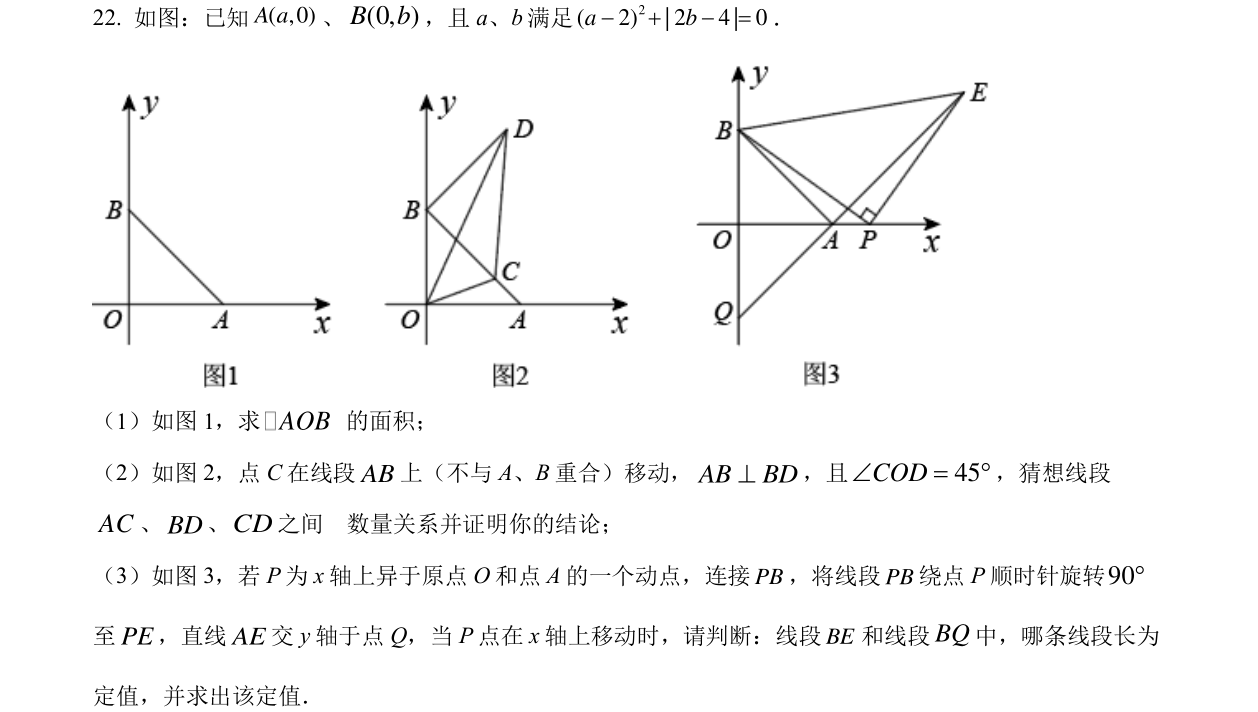 22. 如图：已知 A(a,0)、B(0,b)，且 a、b 满足 (a－2)²+|2b－4|=0．
y
E
y
y
D
B
B
B
C
O
A
P
x
O
A
x
O
A
x
Q
图1
图2
图3
（1）如图 1，求□AOB 的面积；
（2）如图 2，点 C 在线段 AB 上（不与 A、B 重合）移动，AB⊥BD，且∠COD=45°，猜想线段
AC、BD、CD 之间 数量关系并证明你的结论；
（3）如图 3，若 P 为 x 轴上异于原点 O 和点 A 的一个动点，连接 PB，将线段 PB 绕点 P 顺时针旋转 90°
至 PE，直线 AE 交 y 轴于点 Q，当 P 点在 x 轴上移动时，请判断：线段 BE 和线段 BQ 中，哪条线段长为
定值，并求出该定值．